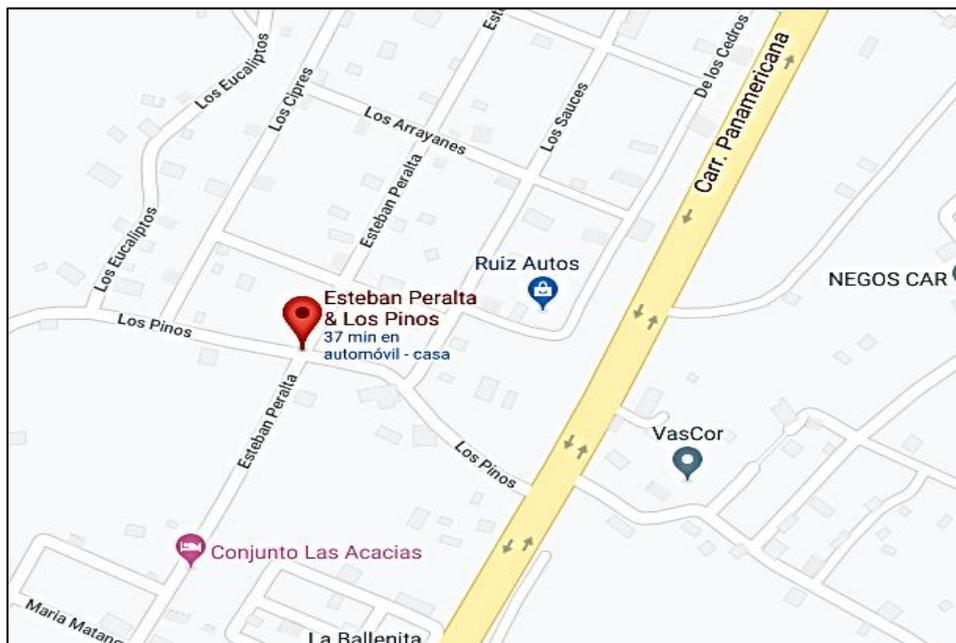 Los Eucaliptos
Los Cipres
Los Arrayanes
Esteban Peralta
Los Sauces
De los Cedros
Carr. Panamericana
Los Eucaliptos
Ruiz Autos
NEGOS CAR
Los Pinos
Esteban Peralta
& Los Pinos
37 min en
automóvil - casa
Esteban Peralta
Los Pinos
VasCor
Conjunto Las Acacias
La Ballenita